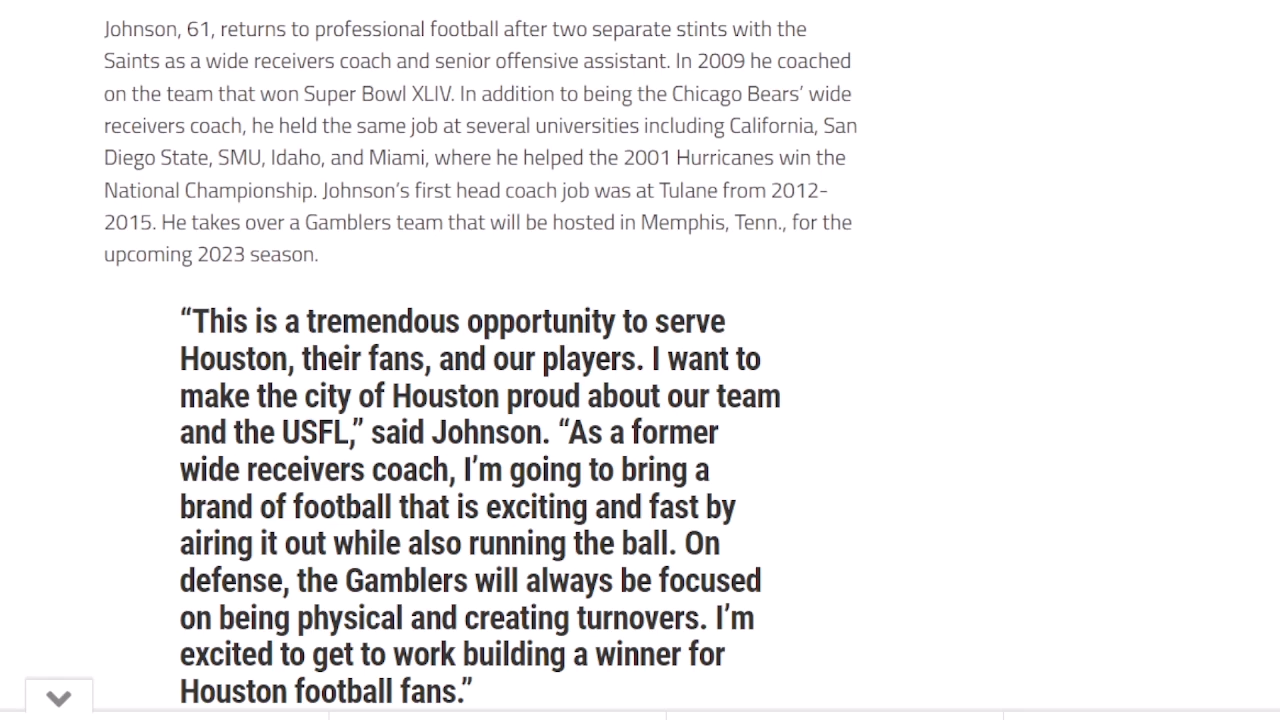 Johnson, 61, returns to professional football after two separate stints with the
Saints as a wide receivers coach and senior offensive assistant. In 2009 he coached
on the team that won Super Bowl XLIV. In addition to being the Chicago Bears’ wide
receivers coach, he held the same job at several universities including California, San
Diego State, SMU, Idaho, and Miami, where he helped the 2001 Hurricanes win the
National Championship. Johnson’s first head coach job was at Tulane from 2012-
2015. He takes over a Gamblers team that will be hosted in Memphis, Tenn., for the
upcoming 2023 season.
“This is a tremendous opportunity to serve
Houston, their fans, and our players. I want to
make the city of Houston proud about our team
and the USFL,” said Johnson. “As a former
wide receivers coach, I’m going to bring a
brand of football that is exciting and fast by
airing it out while also running the ball. On
defense, the Gamblers will always be focused
on being physical and creating turnovers. I’m
excited to get to work building a winner for
Houston football fans.”